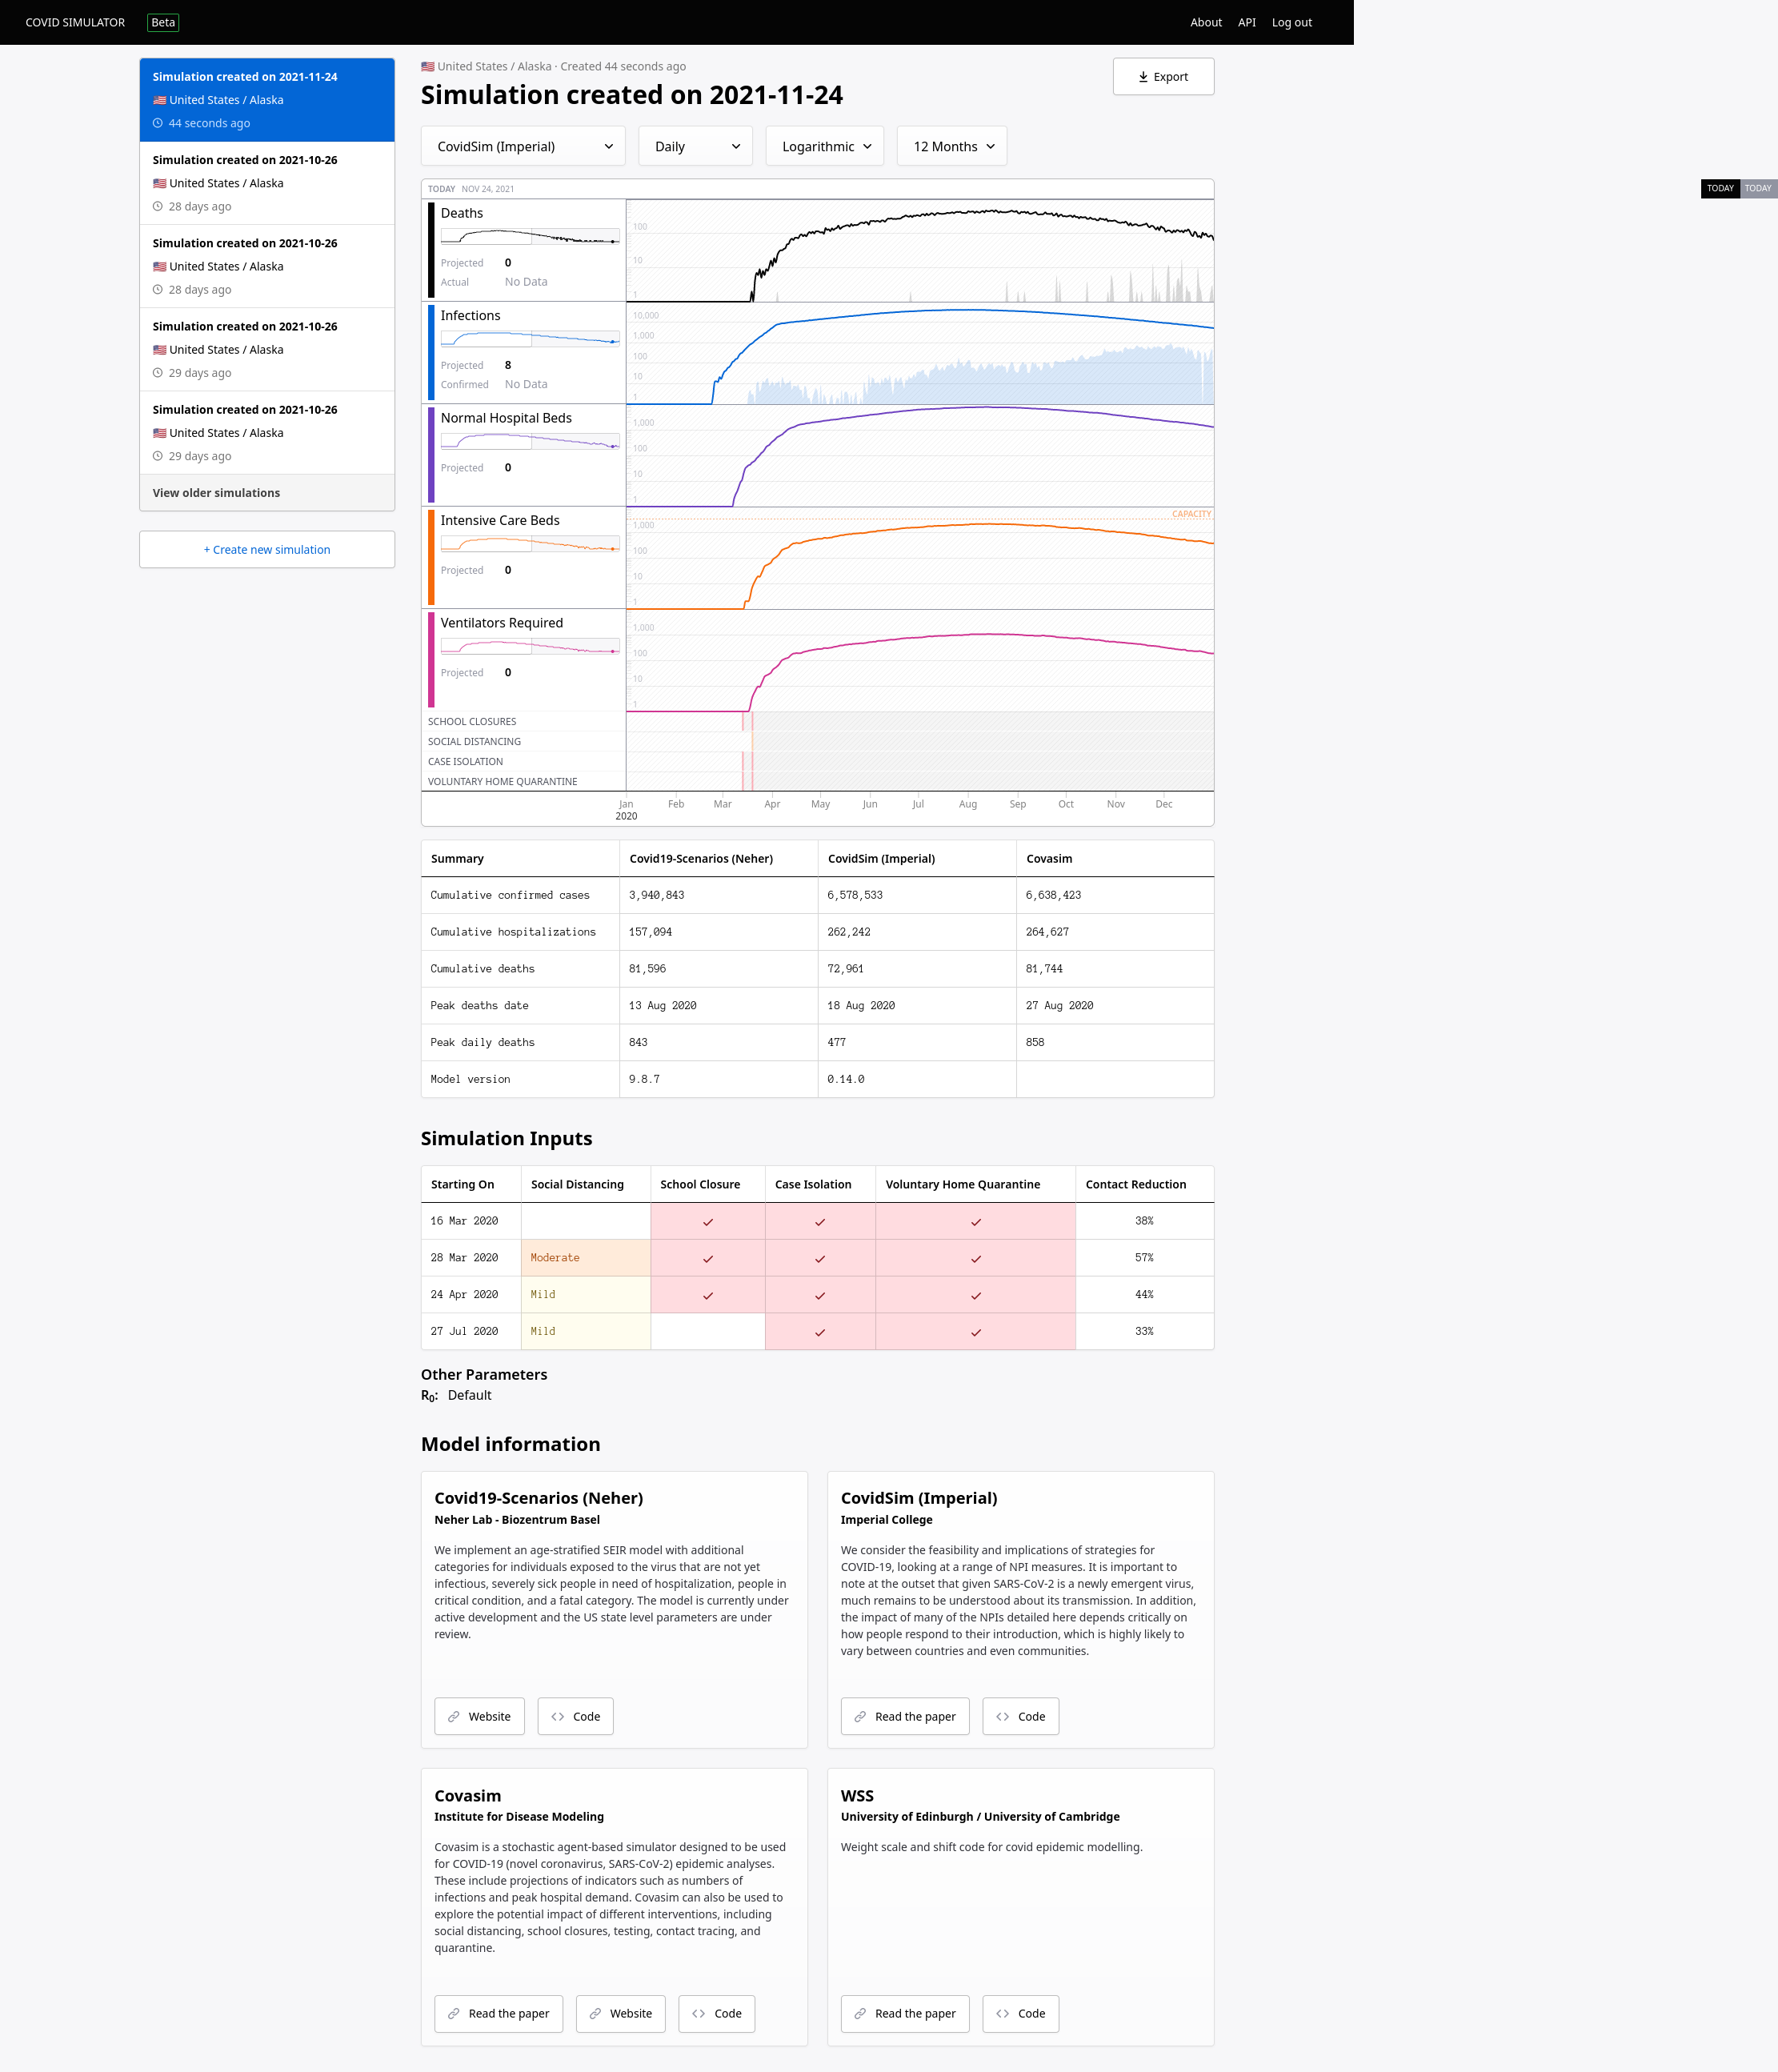 COVID SIMULATOR Beta About API Log out
Simulation created on 2021-11-24
🇺🇸 United States / Alaska
44 seconds ago
Simulation created on 2021-10-26
🇺🇸 United States / Alaska
28 days ago
Simulation created on 2021-10-26
🇺🇸 United States / Alaska
28 days ago
Simulation created on 2021-10-26
🇺🇸 United States / Alaska
29 days ago
Simulation created on 2021-10-26
🇺🇸 United States / Alaska
29 days ago
View older simulations
+ Create new simulation
🇺🇸 United States / Alaska · Created 44 seconds ago
Simulation created on 2021-11-24
Export
CovidSim (Imperial) Daily Logarithmic 12 Months
TODAY NOV 24, 2021
TODAY TODAY
Deaths
Projected 0
Actual No Data
100
10
1
Infections
Projected 8
Confirmed No Data
10,000
1,000
100
10
1
Normal Hospital Beds
Projected 0
1,000
100
10
1
Intensive Care Beds
Projected 0
CAPACITY
1,000
100
10
1
Ventilators Required
Projected 0
1,000
100
10
1
SCHOOL CLOSURES
SOCIAL DISTANCING
CASE ISOLATION
VOLUNTARY HOME QUARANTINE
Jan Feb Mar Apr May Jun Jul Aug Sep Oct Nov Dec
2020
Summary Covid19-Scenarios (Neher) CovidSim (Imperial) Covasim
Cumulative confirmed cases 3,940,843 6,578,533 6,638,423
Cumulative hospitalizations 157,094 262,242 264,627
Cumulative deaths 81,596 72,961 81,744
Peak deaths date 13 Aug 2020 18 Aug 2020 27 Aug 2020
Peak daily deaths 843 477 858
Model version 9.8.7 0.14.0
Simulation Inputs
Starting On Social Distancing School Closure Case Isolation Voluntary Home Quarantine Contact Reduction
16 Mar 2020 ✓ ✓ ✓ 38%
28 Mar 2020 Moderate ✓ ✓ ✓ 57%
24 Apr 2020 Mild ✓ ✓ ✓ 44%
27 Jul 2020 Mild ✓ ✓ 33%
Other Parameters
R0: Default
Model information
Covid19-Scenarios (Neher)
Neher Lab - Biozentrum Basel
We implement an age-stratified SEIR model with additional
categories for individuals exposed to the virus that are not yet
infectious, severely sick people in need of hospitalization, people in
critical condition, and a fatal category. The model is currently under
active development and the US state level parameters are under
review.
Website Code
CovidSim (Imperial)
Imperial College
We consider the feasibility and implications of strategies for
COVID-19, looking at a range of NPI measures. It is important to
note at the outset that given SARS-CoV-2 is a newly emergent virus,
much remains to be understood about its transmission. In addition,
the impact of many of the NPIs detailed here depends critically on
how people respond to their introduction, which is highly likely to
vary between countries and even communities.
Read the paper Code
Covasim
Institute for Disease Modeling
Covasim is a stochastic agent-based simulator designed to be used
for COVID-19 (novel coronavirus, SARS-CoV-2) epidemic analyses.
These include projections of indicators such as numbers of
infections and peak hospital demand. Covasim can also be used to
explore the potential impact of different interventions, including
social distancing, school closures, testing, contact tracing, and
quarantine.
Read the paper Website Code
WSS
University of Edinburgh / University of Cambridge
Weight scale and shift code for covid epidemic modelling.
Read the paper Code